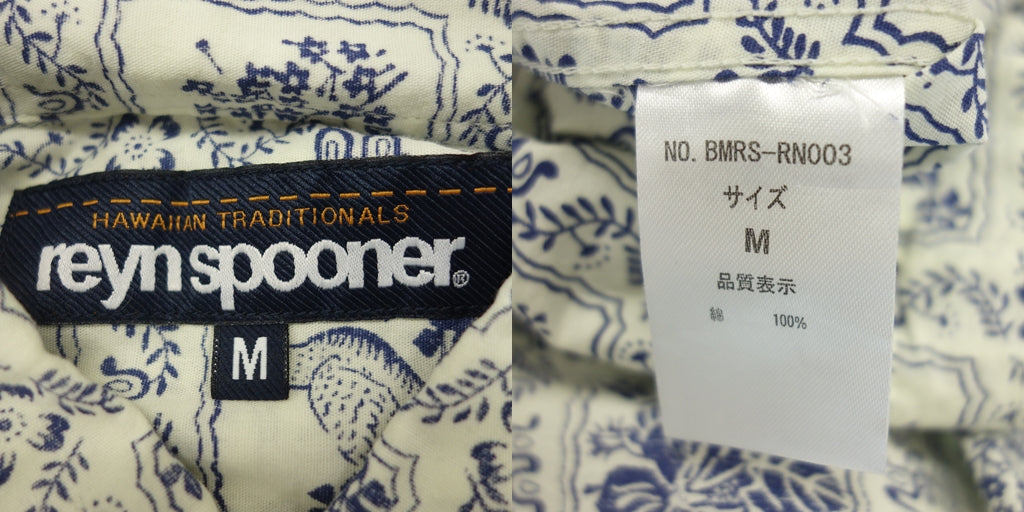 HAWAIIAN TRADITIONALS
reyn spooner®
M
NO. BMRS-RN003
サイズ
M
品質表示
綿 100%